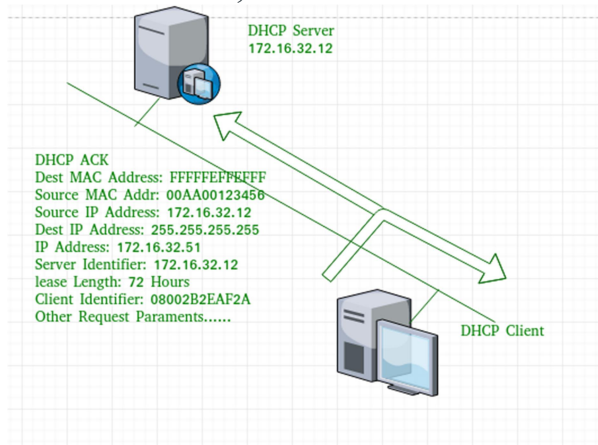 DHCP Server
172.16.32.12
DHCP ACK
Dest MAC Address: FFFFFEFFEFFF
Source MAC Addr: 00AA00123456
Source IP Address: 172.16.32.12
Dest IP Address: 255.255.255.255
IP Address: 172.16.32.51
Server Identifier: 172.16.32.12
lease Length: 72 Hours
Client Identifier: 08002B2EAF2A
Other Request Paraments......
DHCP Client